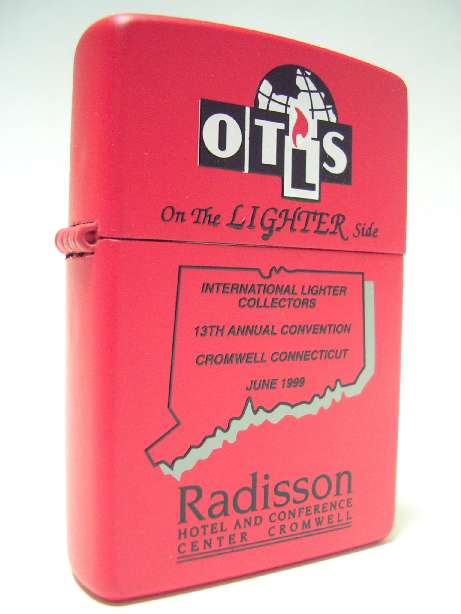 OTLS
On The LIGHTER Side
INTERNATIONAL LIGHTER
COLLECTORS
13TH ANNUAL CONVENTION
CROMWELL CONNECTICUT
JUNE 1999
Radisson
HOTEL AND CONFERENCE
CENTER CROMWELL